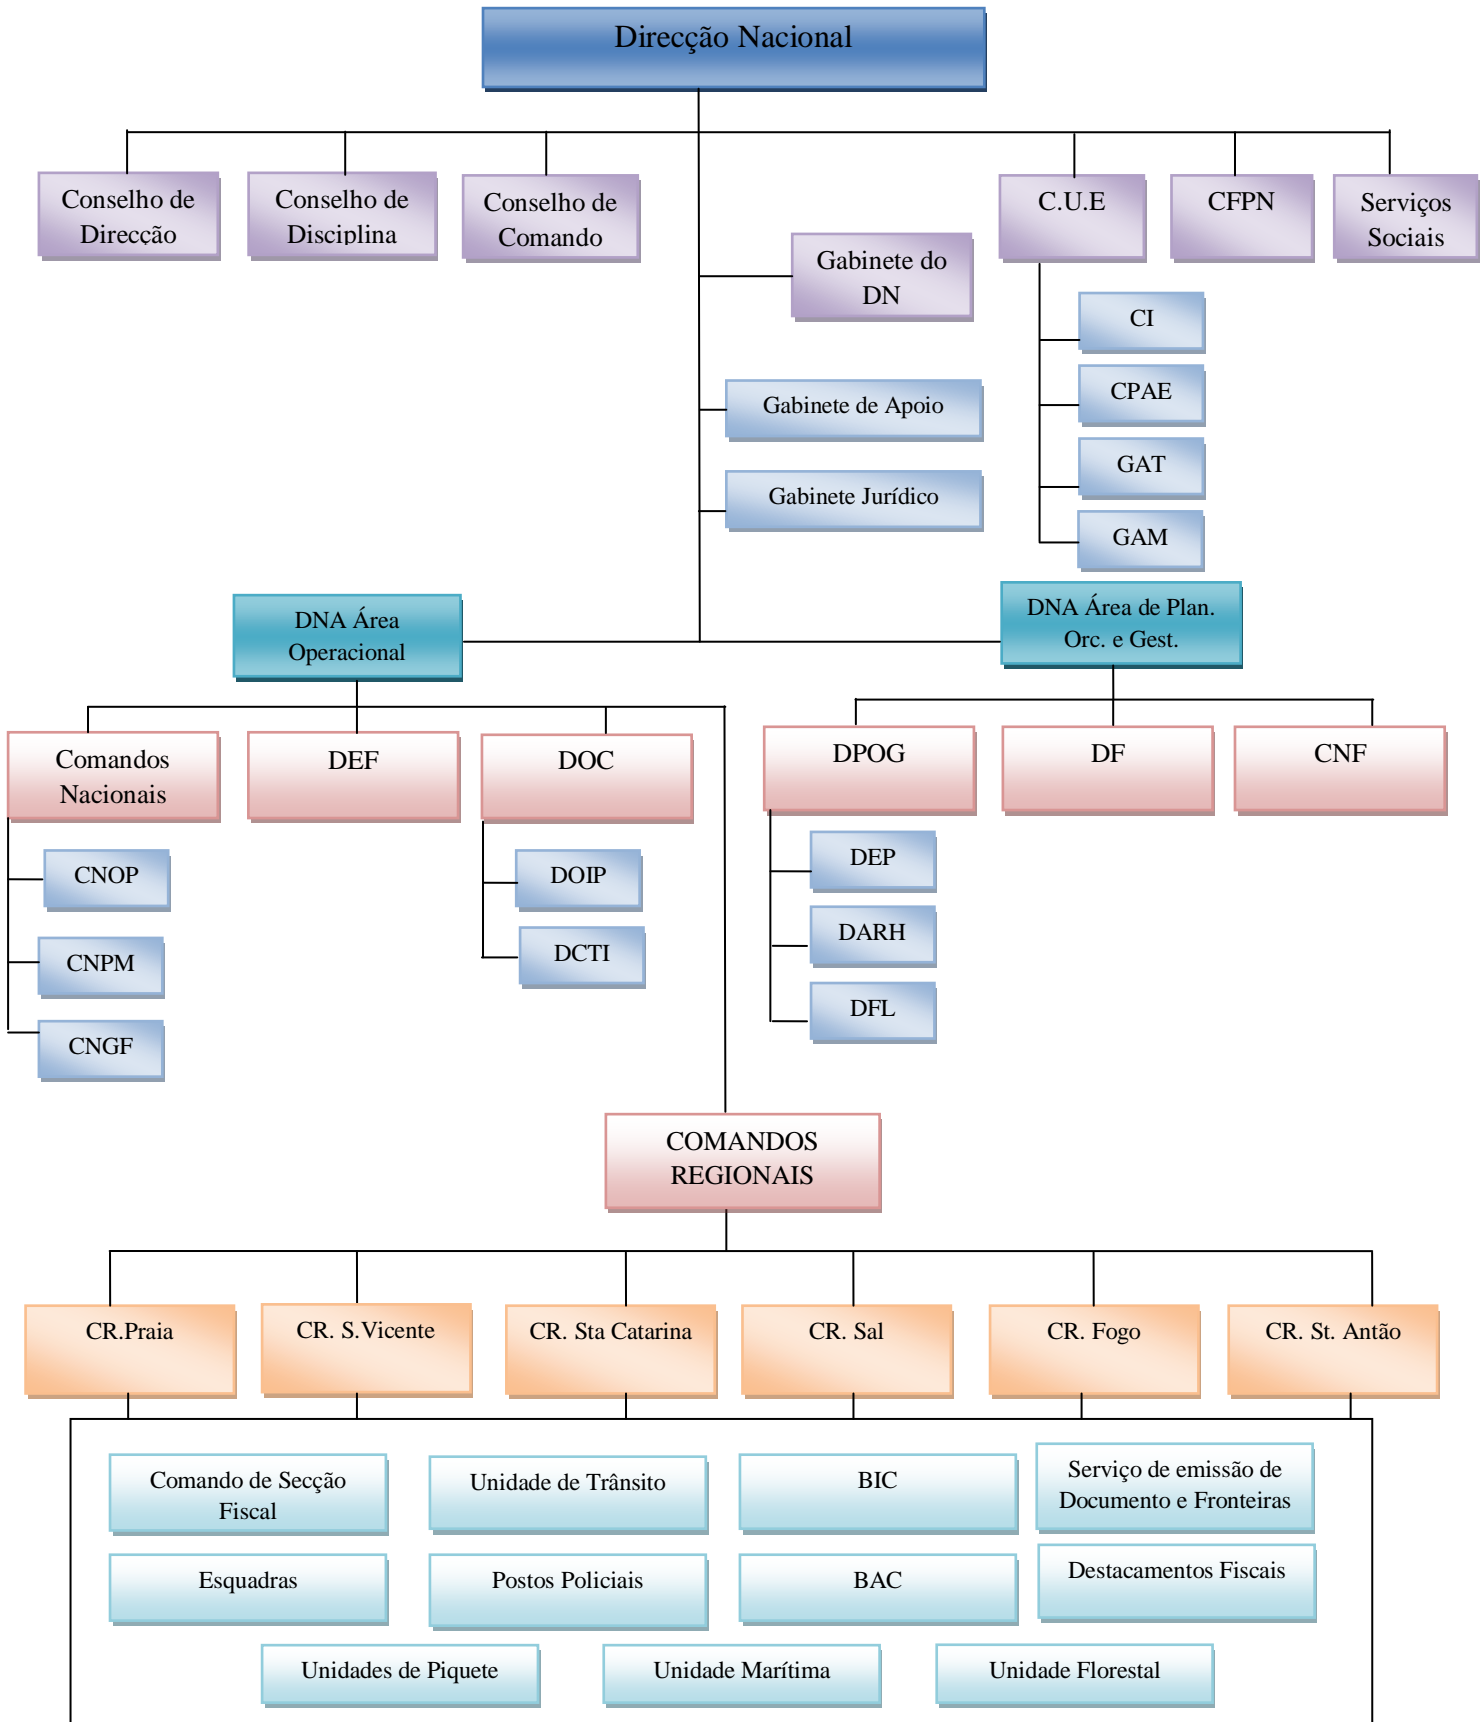 Direcção Nacional
Conselho de
Direcção
Conselho de
Disciplina
Conselho de
Comando
C.U.E
CFPN
Serviços
Sociais
Gabinete do
DN
CI
CPAE
GAT
GAM
Gabinete de Apoio
Gabinete Jurídico
DNA Área
Operacional
DNA Área de Plan.
Orc. e Gest.
Comandos
Nacionais
DEF
DOC
DPOG
DF
CNF
CNOP
CNPM
CNGF
DOIP
DCTI
DEP
DARH
DFL
COMANDOS
REGIONAIS
CR.Praia
CR. S.Vicente
CR. Sta Catarina
CR. Sal
CR. Fogo
CR. St. Antão
Comando de Secção
Fiscal
Unidade de Trânsito
BIC
Serviço de emissão de
Documento e Fronteiras
Esquadras
Postos Policiais
BAC
Destacamentos Fiscais
Unidades de Piquete
Unidade Marítima
Unidade Florestal